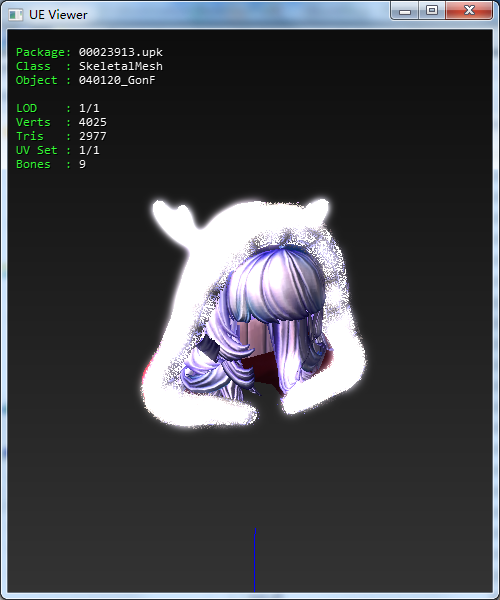 UE Viewer
Package: 00023913.upk
Class : SkeletalMesh
Object : 040120_GonF
LOD : 1/1
Verts : 4025
Tris : 2977
UV Set : 1/1
Bones : 9